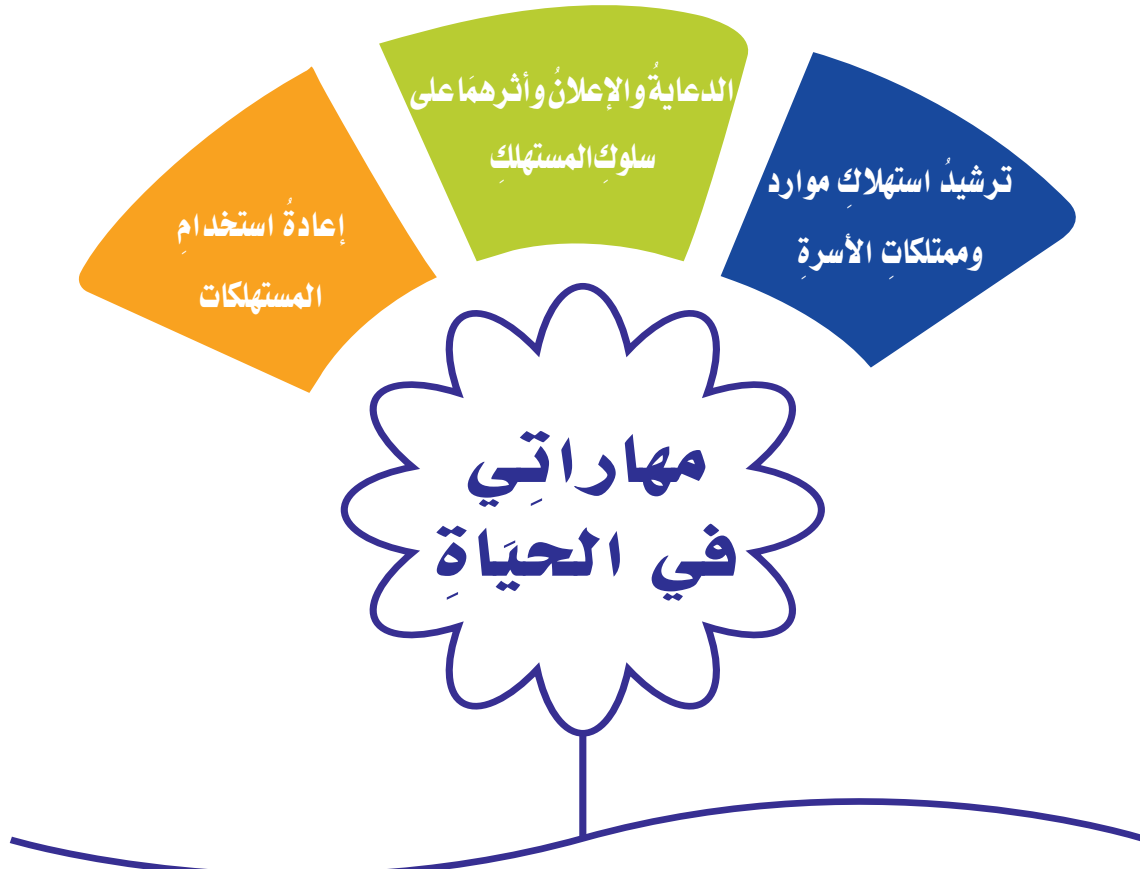 ترشيدُ استهلاكِ موارد
وممتلكاتِ الأسرةِ
الدعايةُ والإعلانُ وأثرهمَا على
سلوكِ المستهلكِ
إعادةُ استخدامِ
المستهلكات
مهاراتِي
في الحيَاةِ